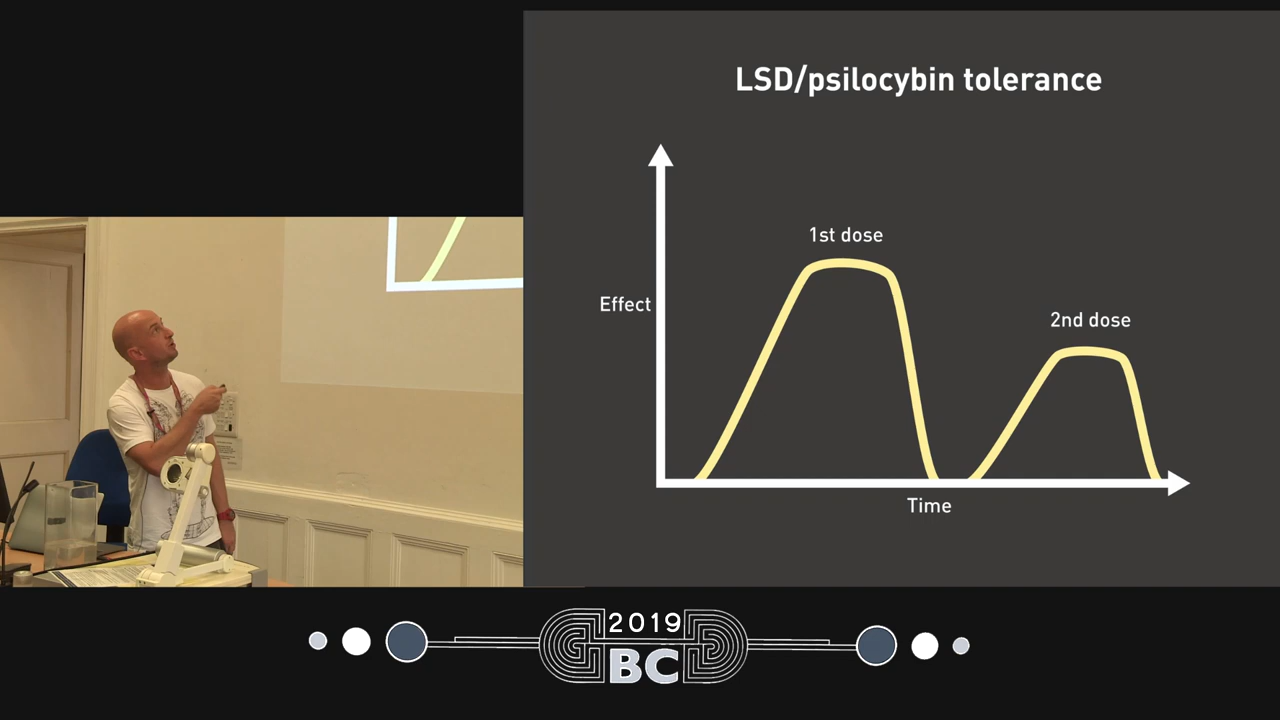 LSD/psilocybin tolerance
1st dose
Effect
2nd dose
Time
2019
BC